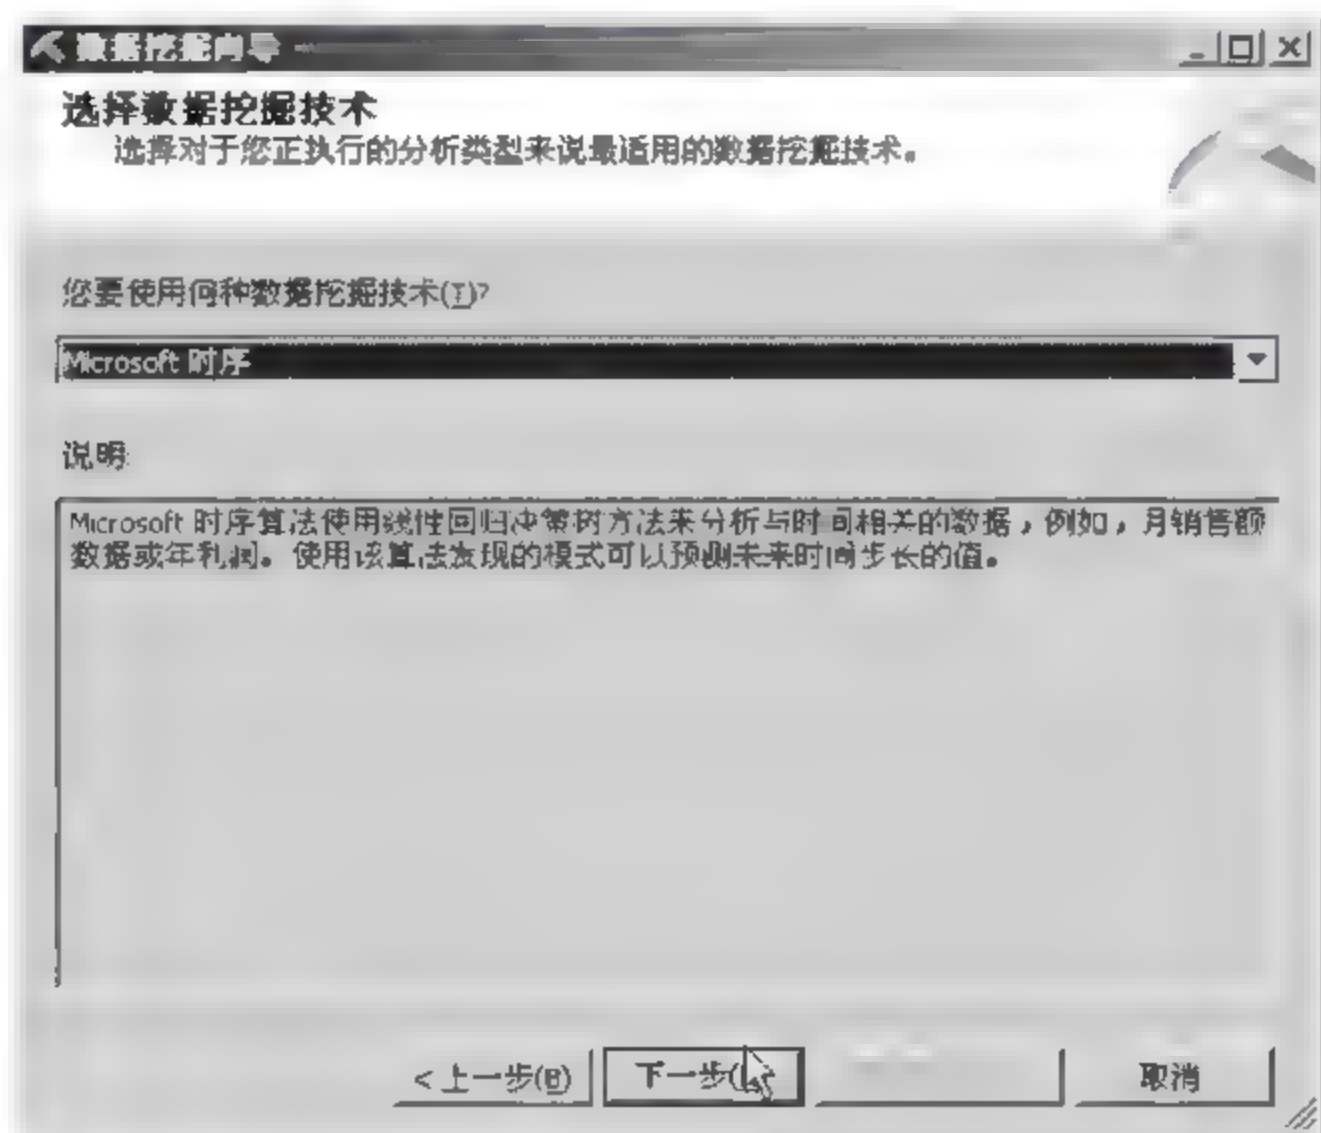 数据挖掘向导
选择数据挖掘技术
选择对于您正执行的分析类型来说最适用的数据挖掘技术。
您要使用何种数据挖掘技术(T)?
Microsoft 时序
说明:
Microsoft 时序算法使用线性回归决策树方法来分析与时间相关的数据，例如，月销售额
数据或年利润。使用该算法发现的模式可以预测未来时间步长的值。
< 上一步(B)
下一步(
取消